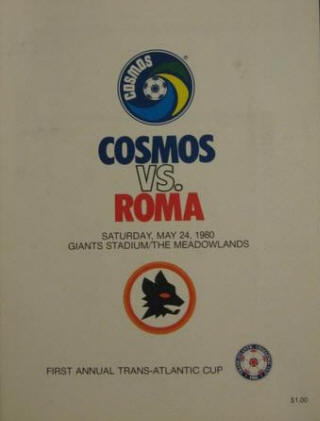 COSMOS
COSMOS
VS.
ROMA
SATURDAY, MAY 24, 1980
GIANTS STADIUM/THE MEADOWLANDS
FIRST ANNUAL TRANS-ATLANTIC CUP
$1.00